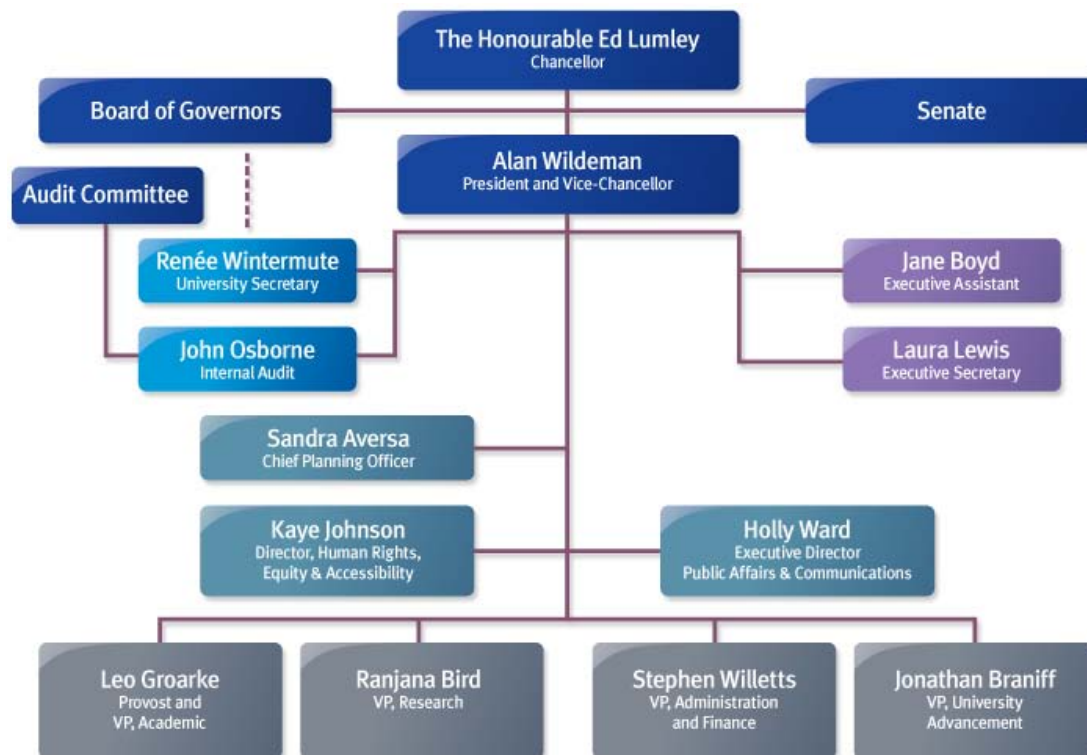 The Honourable Ed Lumley
Chancellor
Board of Governors
Senate
Alan Wildeman
President and Vice-Chancellor
Audit Committee
Renée Wintermute
University Secretary
Jane Boyd
Executive Assistant
John Osborne
Internal Audit
Laura Lewis
Executive Secretary
Sandra Aversa
Chief Planning Officer
Kaye Johnson
Director, Human Rights,
Equity & Accessibility
Holly Ward
Executive Director
Public Affairs & Communications
Leo Groarke
Provost and
VP, Academic
Ranjana Bird
VP, Research
Stephen Willetts
VP, Administration
and Finance
Jonathan Braniff
VP, University
Advancement